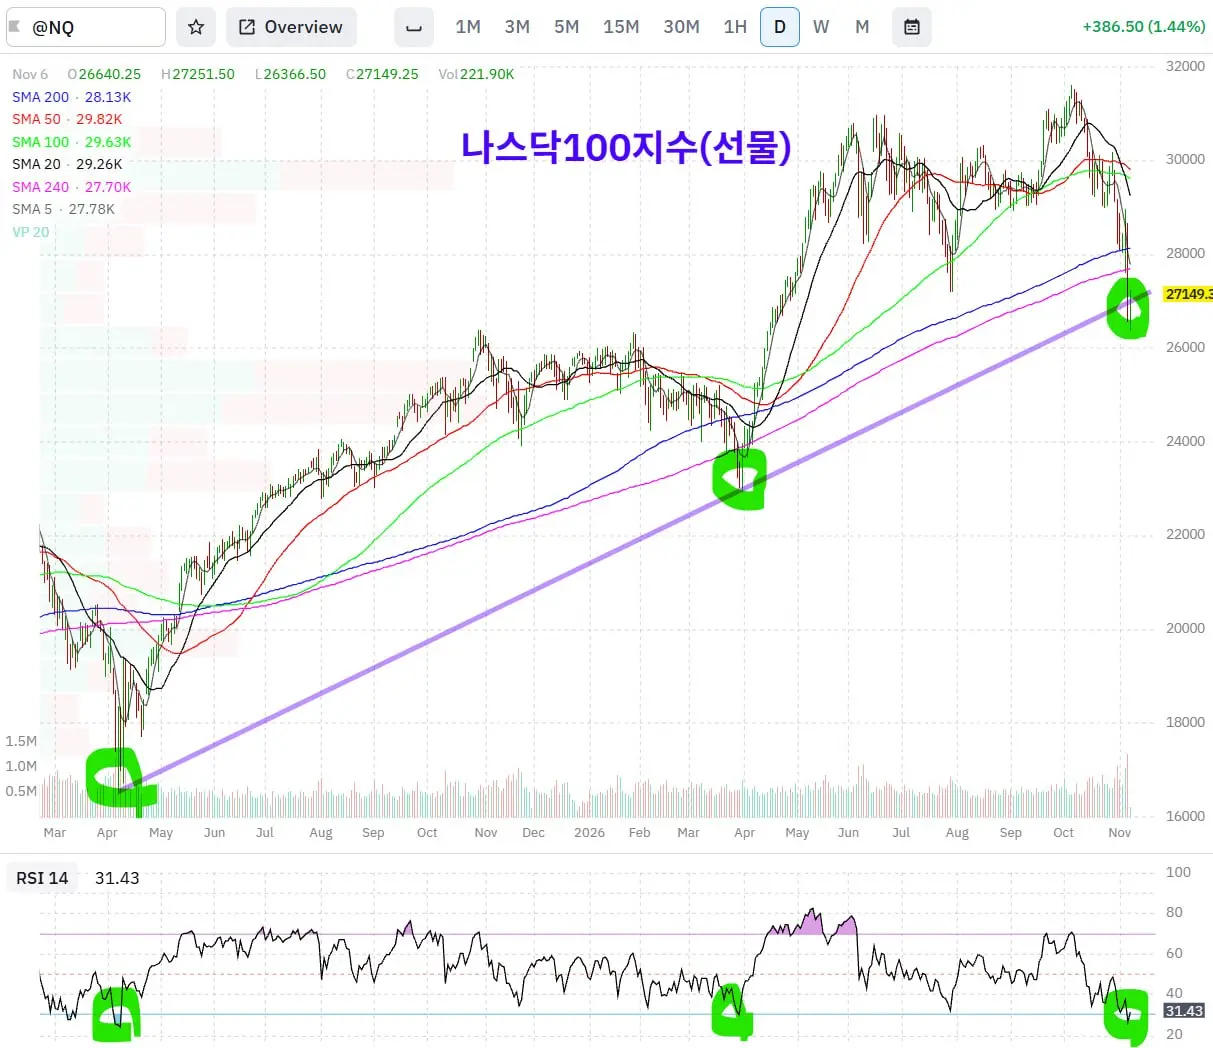 @NQ
Overview
1M 3M 5M 15M 30M 1H D W M
+386.50 (1.44%)
Nov 6 O26640.25 H27251.50 L26366.50 C27149.25 Vol221.90K
SMA 200 · 28.13K
SMA 50 · 29.82K
SMA 100 · 29.63K
SMA 20 · 29.26K
SMA 240 · 27.70K
SMA 5 · 27.78K
VP 20
나스닥100지수(선물)
32000
30000
28000
27149.3
26000
24000
22000
20000
18000
16000
1.5M
1.0M
0.5M
Mar Apr May Jun Jul Aug Sep Oct Nov Dec 2026 Feb Mar Apr May Jun Jul Aug Sep Oct Nov
RSI 14 31.43
100
80
60
40
31.43
20